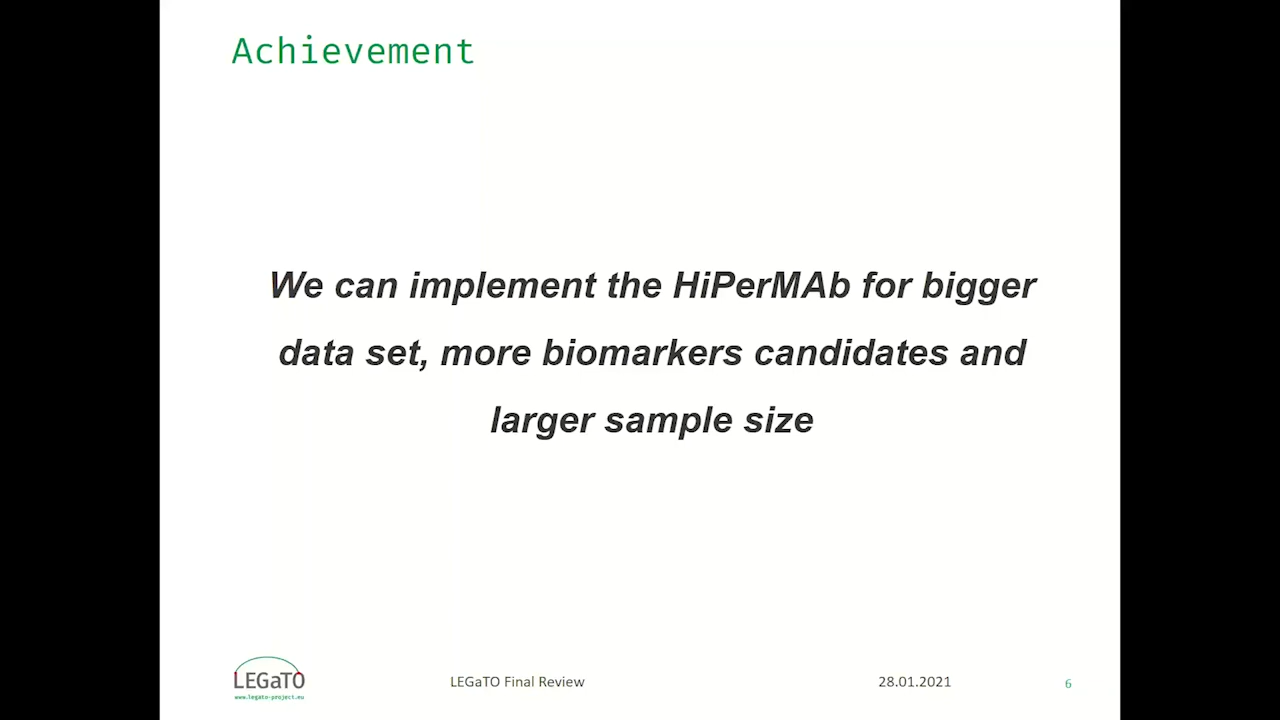 Achievement
We can implement the HiPerMAb for bigger
data set, more biomarkers candidates and
larger sample size
LEGaTO
www.legato-project.eu
LEGaTO Final Review
28.01.2021
6